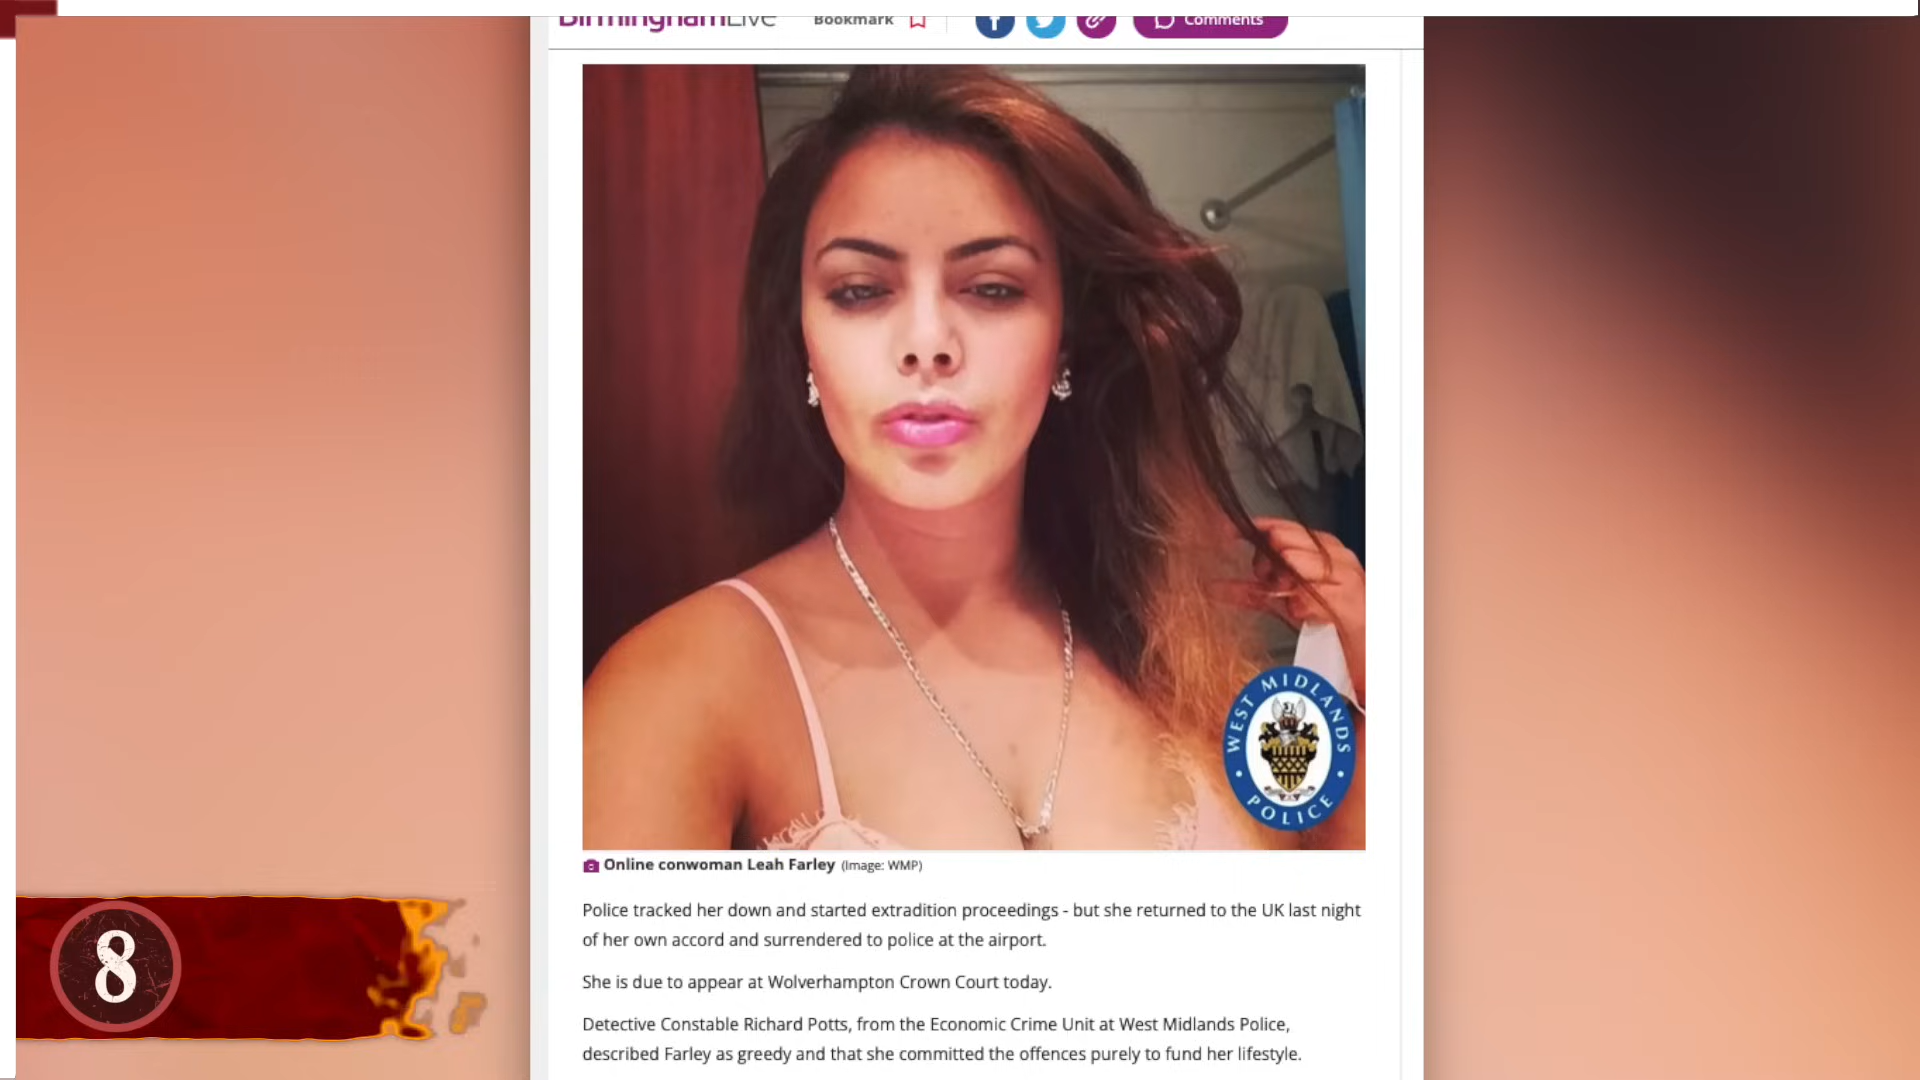 BirminghamLive Bookmark Comments
WEST MIDLANDS POLICE
Online conwoman Leah Farley (Image: WMP)
Police tracked her down and started extradition proceedings - but she returned to the UK last night
of her own accord and surrendered to police at the airport.
She is due to appear at Wolverhampton Crown Court today.
Detective Constable Richard Potts, from the Economic Crime Unit at West Midlands Police,
described Farley as greedy and that she committed the offences purely to fund her lifestyle.
8